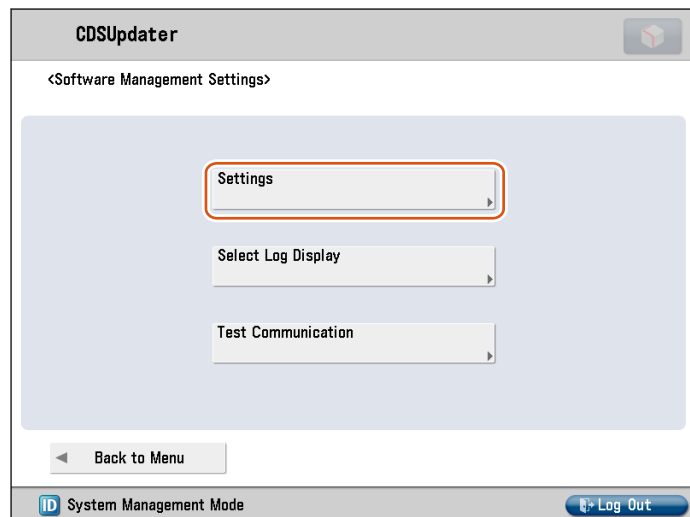 CDSUpdater
<Software Management Settings>
Settings
Select Log Display
Test Communication
Back to Menu
ID System Management Mode
Log Out